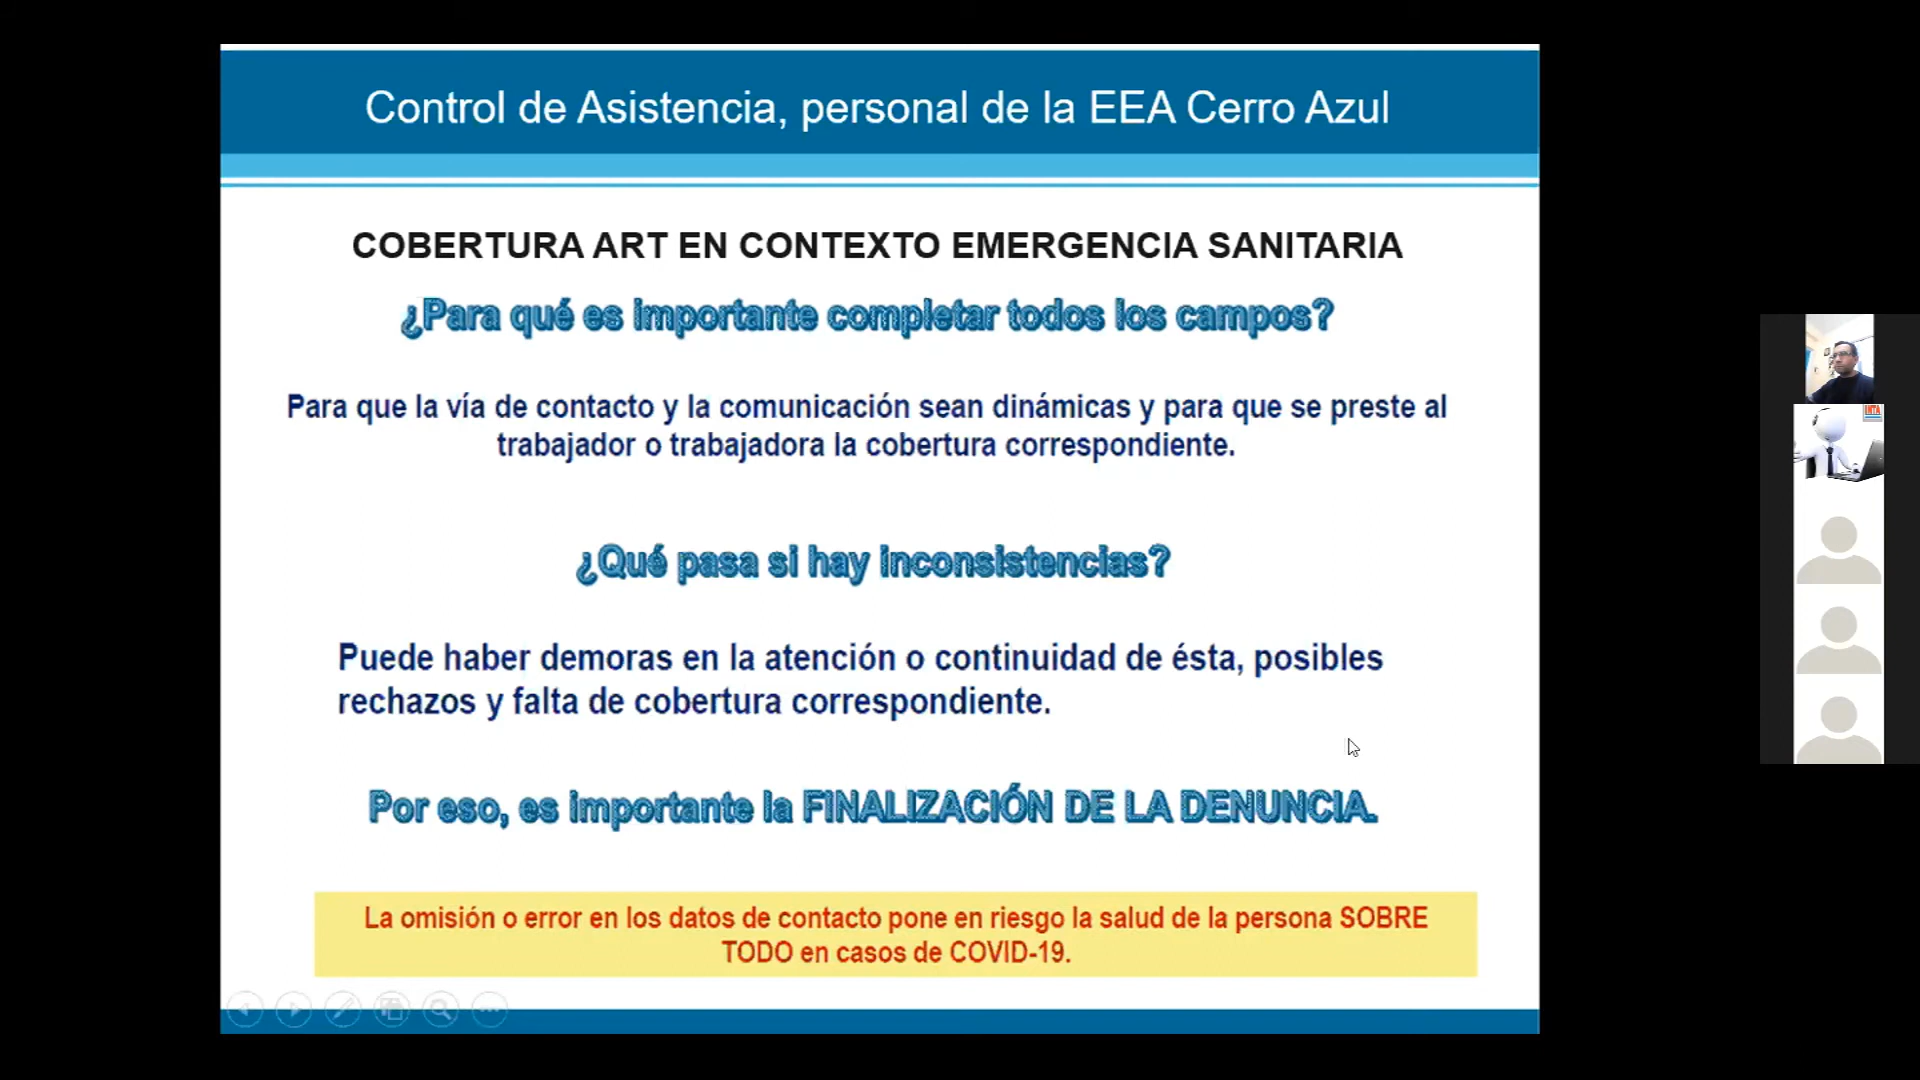 Control de Asistencia, personal de la EEA Cerro Azul
COBERTURA ART EN CONTEXTO EMERGENCIA SANITARIA
¿Para qué es importante completar todos los campos?
Para que la vía de contacto y la comunicación sean dinámicas y para que se preste al
trabajador o trabajadora la cobertura correspondiente.
¿Qué pasa si hay inconsistencias?
Puede haber demoras en la atención o continuidad de ésta, posibles
rechazos y falta de cobertura correspondiente.
Por eso, es importante la FINALIZACIÓN DE LA DENUNCIA.
La omisión o error en los datos de contacto pone en riesgo la salud de la persona SOBRE
TODO en casos de COVID-19.